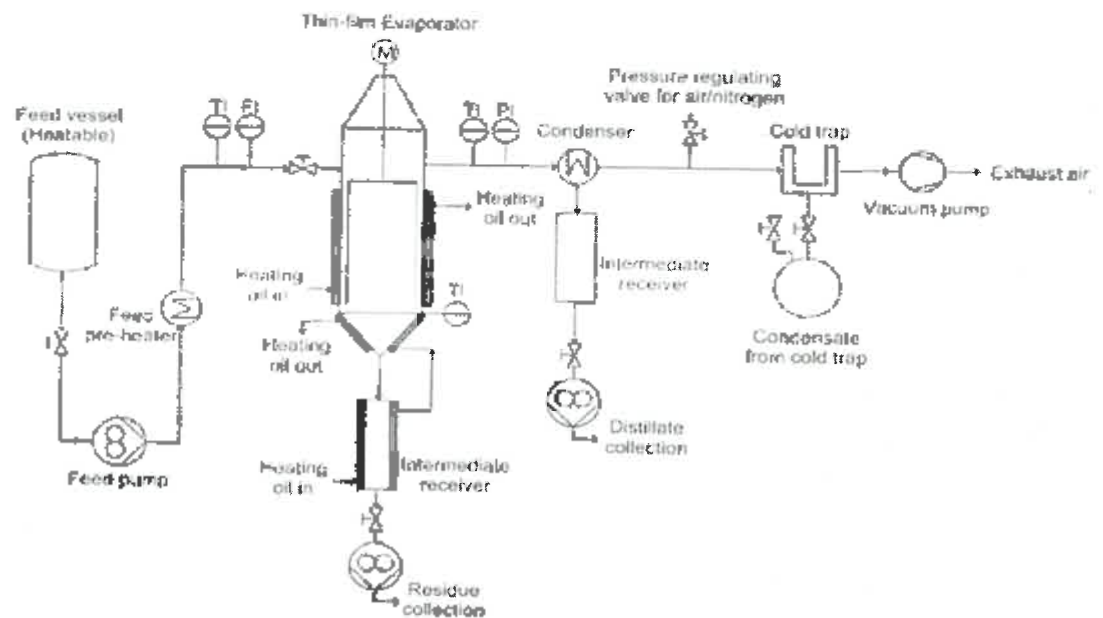 Thin-film Evaporator
M
Pressure regulating
valve for air/nitrogen
Feed vessel
(Heatable)
TI
PI
Condenser
Cold trap
Exhaust air
Vacuum pump
Heating
oil out
Intermediate
receiver
Heating
oil in
TI
Feed
pre-heater
Heating
oil out
Condensate
from cold trap
Distillate
collection
Feed pump
Heating
oil in
Intermediate
receiver
Residue
collection